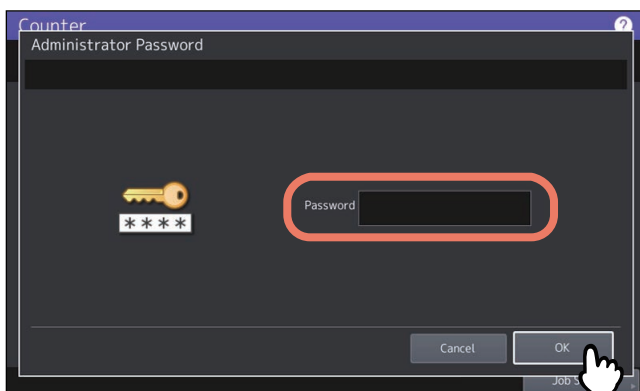 Counter
?
Administrator Password
* * * *
Password
Cancel
OK
Job S